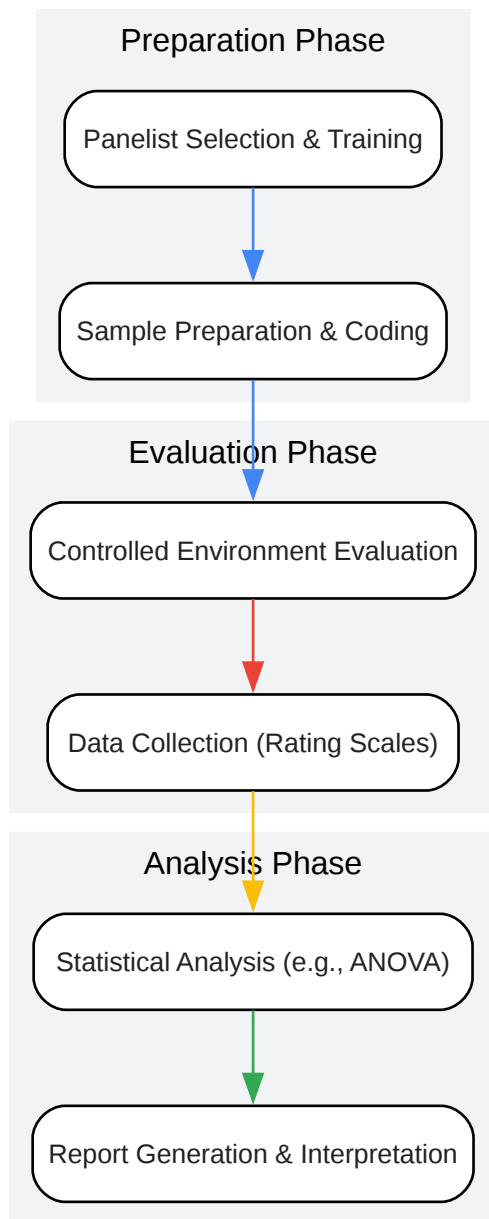 Preparation Phase
Panelist Selection & Training
Sample Preparation & Coding
Evaluation Phase
Controlled Environment Evaluation
Data Collection (Rating Scales)
Analysis Phase
Statistical Analysis (e.g., ANOVA)
Report Generation & Interpretation